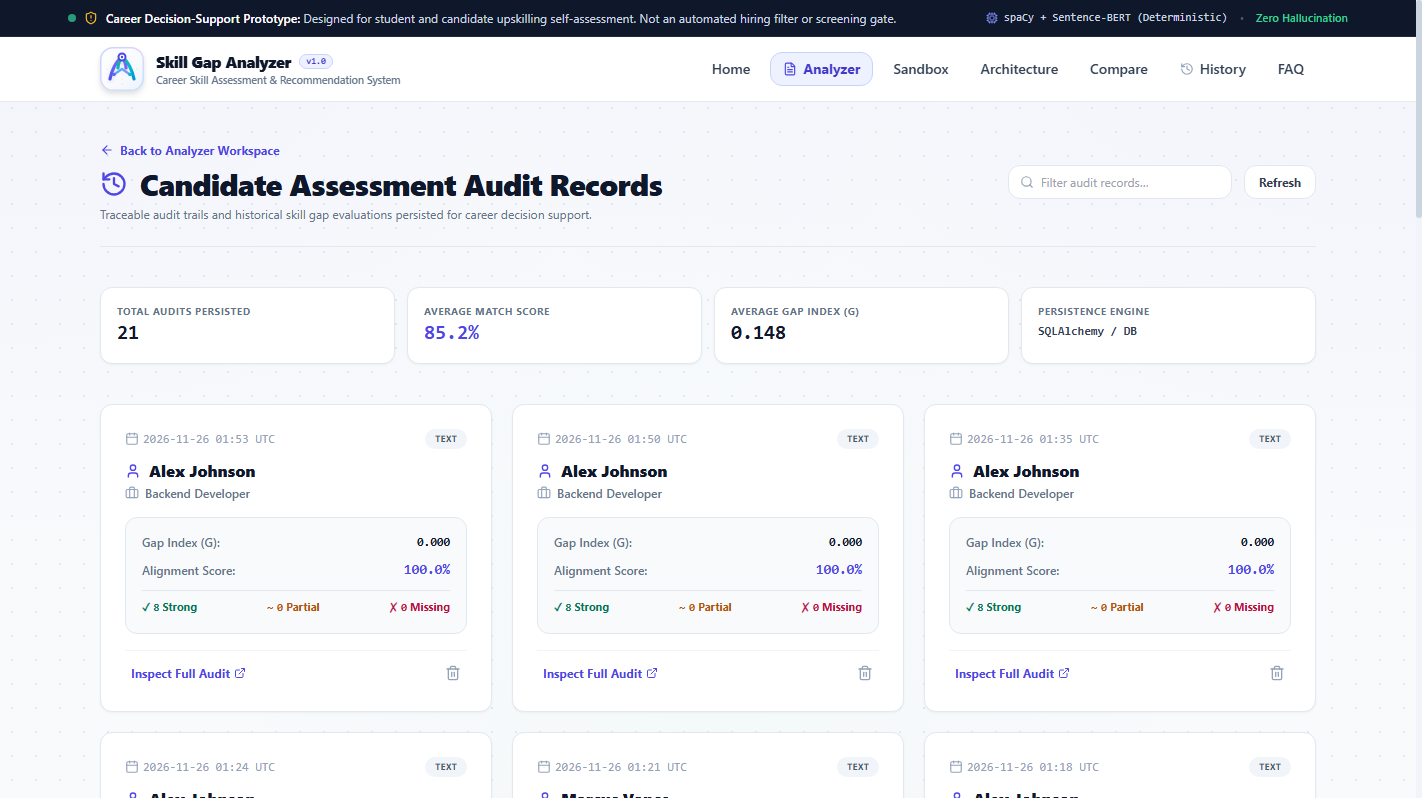 Career Decision-Support Prototype: Designed for student and candidate upskilling self-assessment. Not an automated hiring filter or screening gate.
spaCy + Sentence-BERT (Deterministic) • Zero Hallucination
Skill Gap Analyzer v1.0
Career Skill Assessment & Recommendation System
Home Analyzer Sandbox Architecture Compare History FAQ
← Back to Analyzer Workspace
Candidate Assessment Audit Records
Traceable audit trails and historical skill gap evaluations persisted for career decision support.
Filter audit records...
Refresh
TOTAL AUDITS PERSISTED
21
AVERAGE MATCH SCORE
85.2%
AVERAGE GAP INDEX (G)
0.148
PERSISTENCE ENGINE
SQLAlchemy / DB
2026-11-26 01:53 UTC TEXT
Alex Johnson
Backend Developer
Gap Index (G): 0.000
Alignment Score: 100.0%
✓ 8 Strong ~ 0 Partial ✗ 0 Missing
Inspect Full Audit
2026-11-26 01:50 UTC TEXT
Alex Johnson
Backend Developer
Gap Index (G): 0.000
Alignment Score: 100.0%
✓ 8 Strong ~ 0 Partial ✗ 0 Missing
Inspect Full Audit
2026-11-26 01:35 UTC TEXT
Alex Johnson
Backend Developer
Gap Index (G): 0.000
Alignment Score: 100.0%
✓ 8 Strong ~ 0 Partial ✗ 0 Missing
Inspect Full Audit
2026-11-26 01:24 UTC TEXT
Alex Johnson
2026-11-26 01:21 UTC TEXT
Marcus Vance
2026-11-26 01:18 UTC TEXT
Alex Johnson